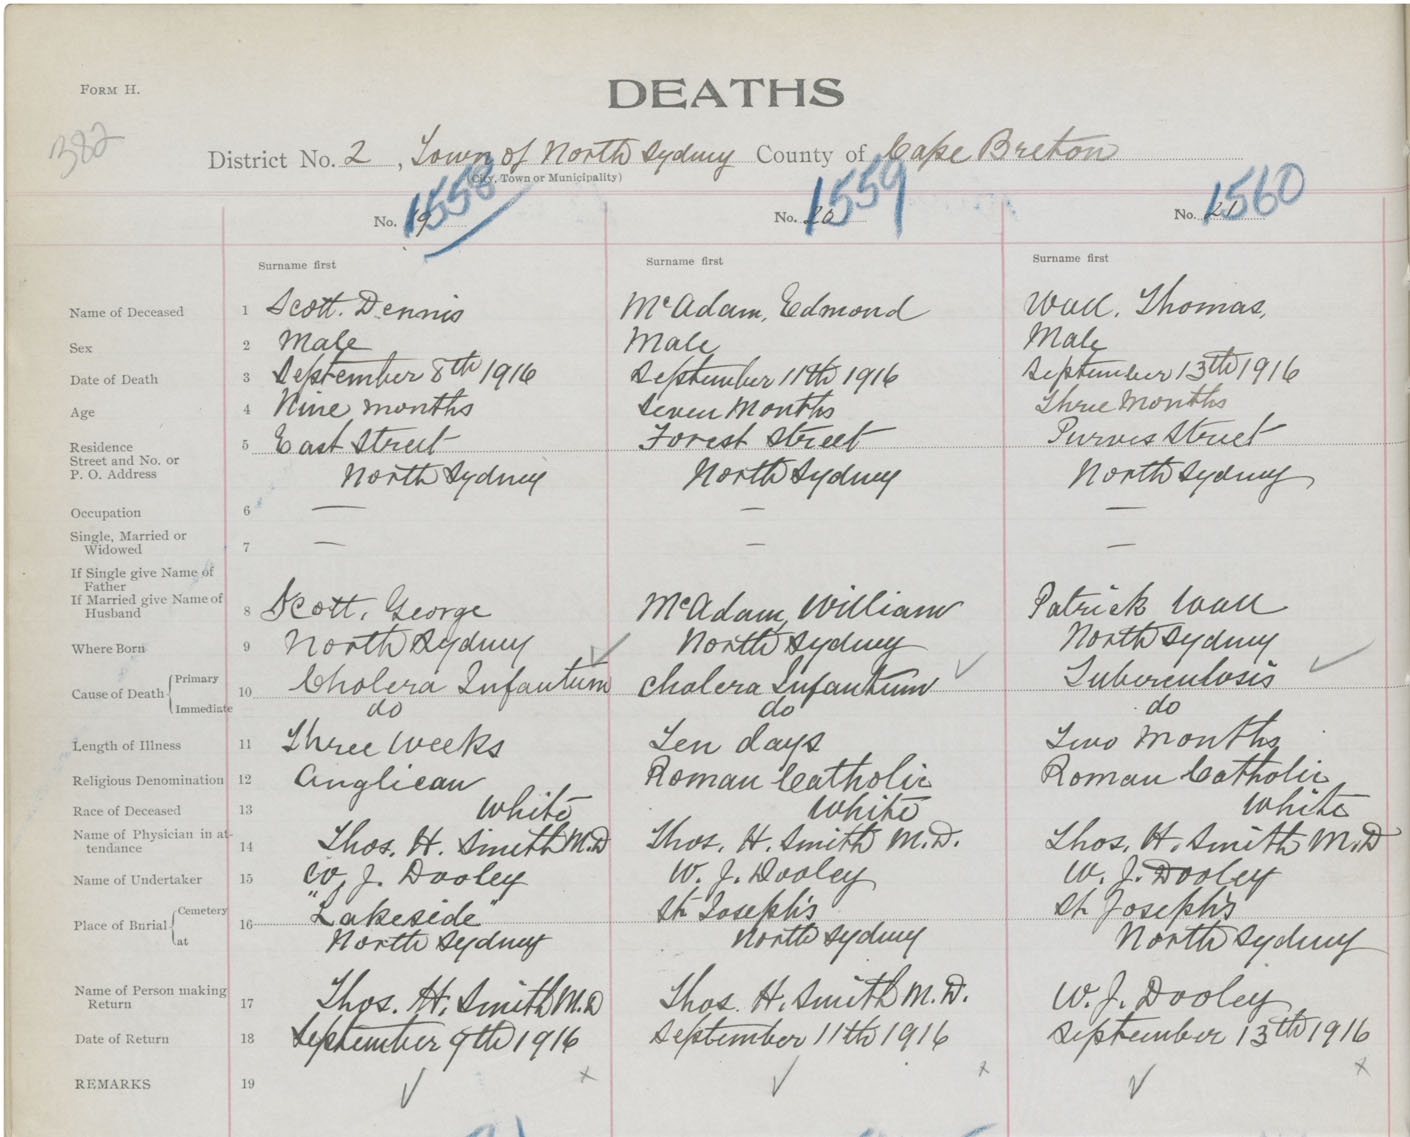 FORM H.
DEATHS
382
District No. 2, Town of North Sydney County of Cape Breton
(City, Town or Municipality)
1558 1559 1560
No. 19 No. 20 No. 21
Surname first Surname first Surname first
Name of Deceased 1 Scott. Dennis McAdam, Edmond Wall. Thomas,
Sex 2 Male Male Male
Date of Death 3 September 8th 1916 September 11th 1916 September 13th 1916
Age 4 Nine months Seven Months Three Months
Residence 5 East Street Forest Street Purves Street
Street and No. or
P. O. Address North Sydney North Sydney North Sydney
Occupation 6 — — —
Single, Married or
Widowed 7 — — —
If Single give Name of
Father
If Married give Name of
Husband 8 Scott, George McAdam, William Patrick Wall
Where Born 9 North Sydney North Sydney North Sydney
Cause of Death { Primary 10 Cholera Infantum Cholera Infantum Tuberculosis
Immediate do do do
Length of Illness 11 Three Weeks Ten days Two Months
Religious Denomination 12 Anglican Roman Catholic Roman Catholic
Race of Deceased 13 White White White
Name of Physician in at-
tendance 14 Thos. H. Smith M.D Thos. H. Smith M.D. Thos. H. Smith M.D
Name of Undertaker 15 W. J. Dooley W. J. Dooley W. J. Dooley
Place of Burial { Cemetery 16 "Lakeside" St. Joseph's St. Joseph's
at North Sydney North Sydney North Sydney
Name of Person making
Return 17 Thos. H. Smith M.D Thos. H. Smith M.D. W. J. Dooley
Date of Return 18 September 9th 1916 September 11th 1916 September 13th 1916
REMARKS 19